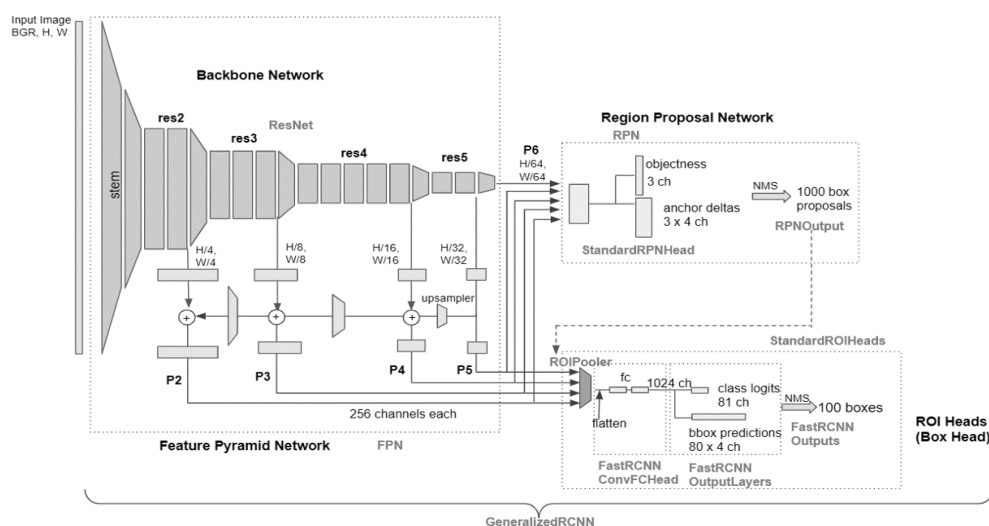 Input Image
BGR, H, W
Backbone Network
res2
ResNet
res3
res4
res5
stem
H/4,
W/4
H/8,
W/8
H/16,
W/16
H/32,
W/32
upsampler
+
+
+
P2
P3
P4
P5
256 channels each
Feature Pyramid Network
FPN
P6
H/64,
W/64
Region Proposal Network
RPN
objectness
3 ch
anchor deltas
3 x 4 ch
StandardRPNHead
NMS
1000 box
proposals
RPNOutput
StandardROIHeads
ROIPooler
fc
1024 ch
flatten
class logits
81 ch
bbox predictions
80 x 4 ch
NMS
100 boxes
FastRCNN
Outputs
FastRCNN
ConvFCHead
FastRCNN
OutputLayers
ROI Heads
(Box Head)
GeneralizedRCNN